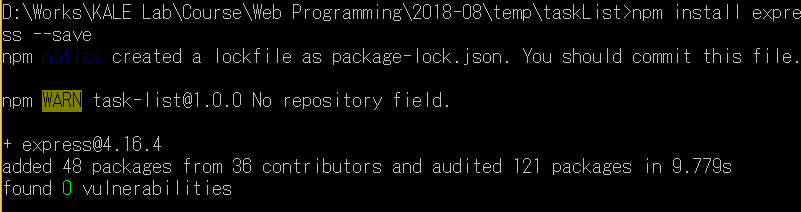 D:\Works\KALE Lab\Course\Web Programming\2018-08\temp\taskList>npm install expre
ss --save
npm notice created a lockfile as package-lock.json. You should commit this file.
npm WARN task-list@1.0.0 No repository field.
+ express@4.16.4
added 48 packages from 36 contributors and audited 121 packages in 9.779s
found 0 vulnerabilities